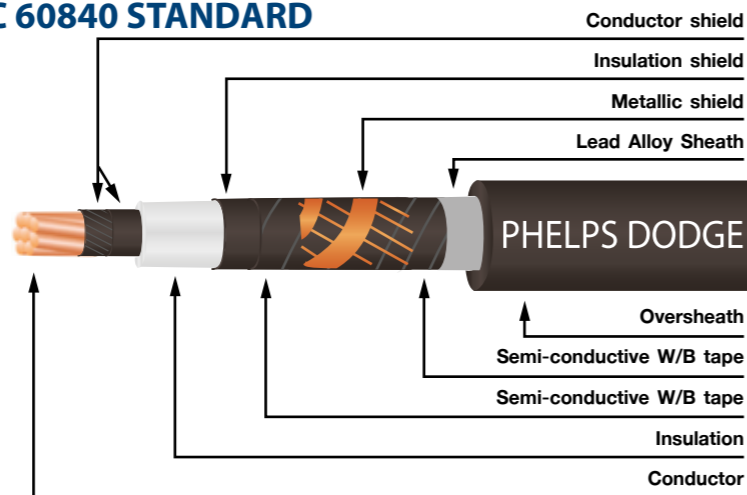 C 60840 STANDARD
Conductor shield
Insulation shield
Metallic shield
Lead Alloy Sheath
PHELPS DODGE
Oversheath
Semi-conductive W/B tape
Semi-conductive W/B tape
Insulation
Conductor